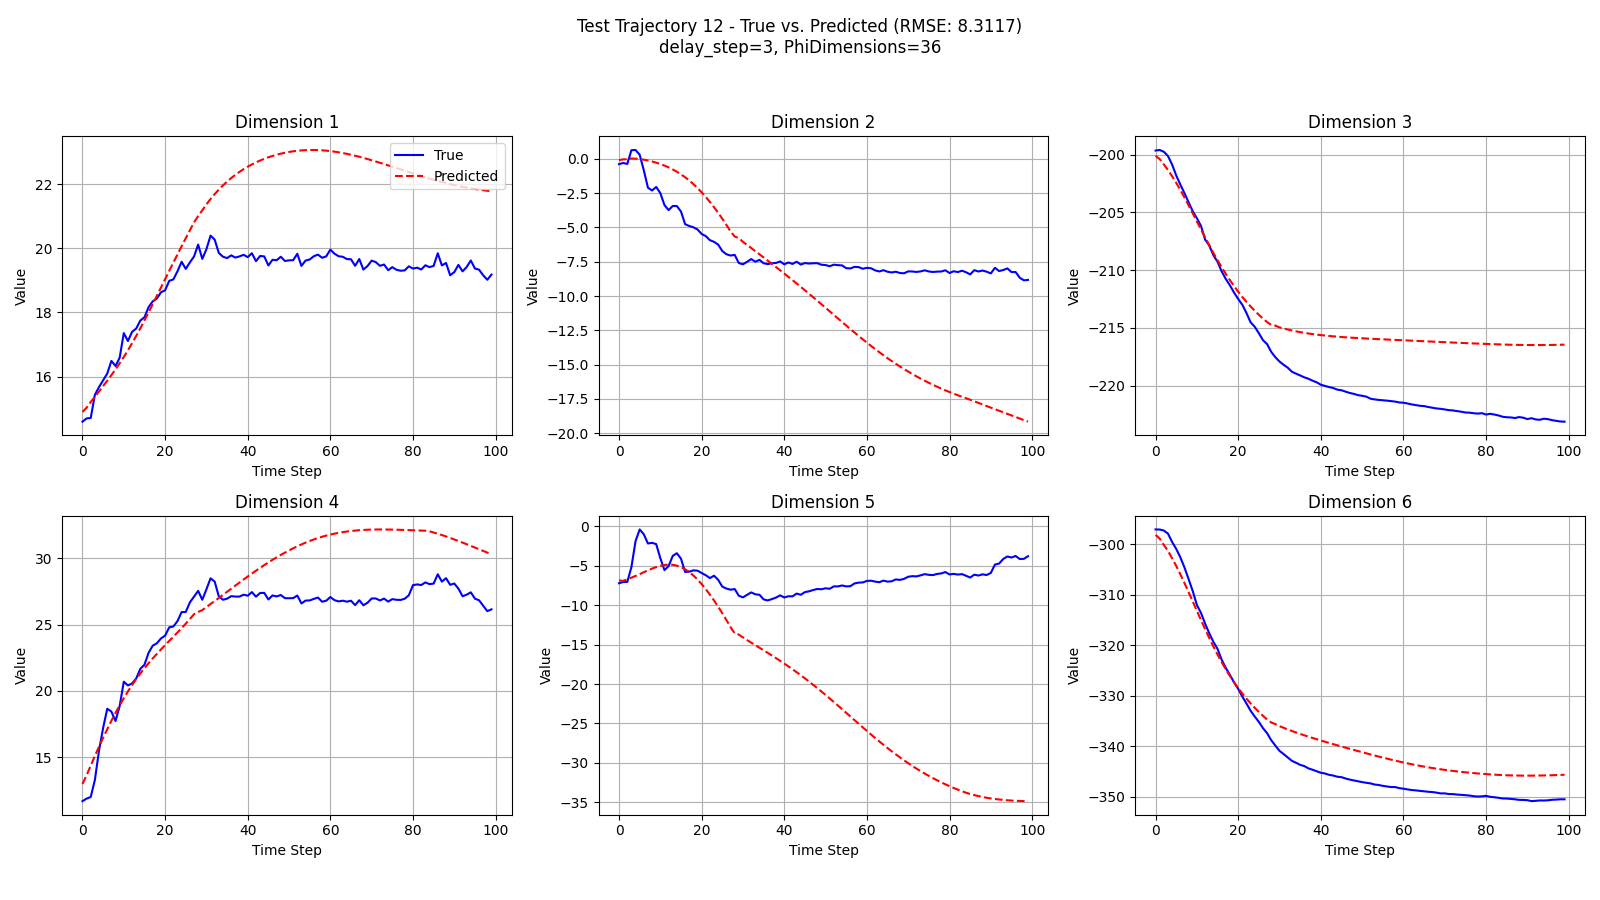 Test Trajectory 12 - True vs. Predicted (RMSE: 8.3117)
delay_step=3, PhiDimensions=36
Dimension 1
Value
22
20
18
16
0 20 40 60 80 100
Time Step
True
Predicted
Dimension 2
Value
0.0
−2.5
−5.0
−7.5
−10.0
−12.5
−15.0
−17.5
−20.0
0 20 40 60 80 100
Time Step
Dimension 3
Value
−200
−205
−210
−215
−220
0 20 40 60 80 100
Time Step
Dimension 4
Value
30
25
20
15
0 20 40 60 80 100
Time Step
Dimension 5
Value
0
−5
−10
−15
−20
−25
−30
−35
0 20 40 60 80 100
Time Step
Dimension 6
Value
−300
−310
−320
−330
−340
−350
0 20 40 60 80 100
Time Step